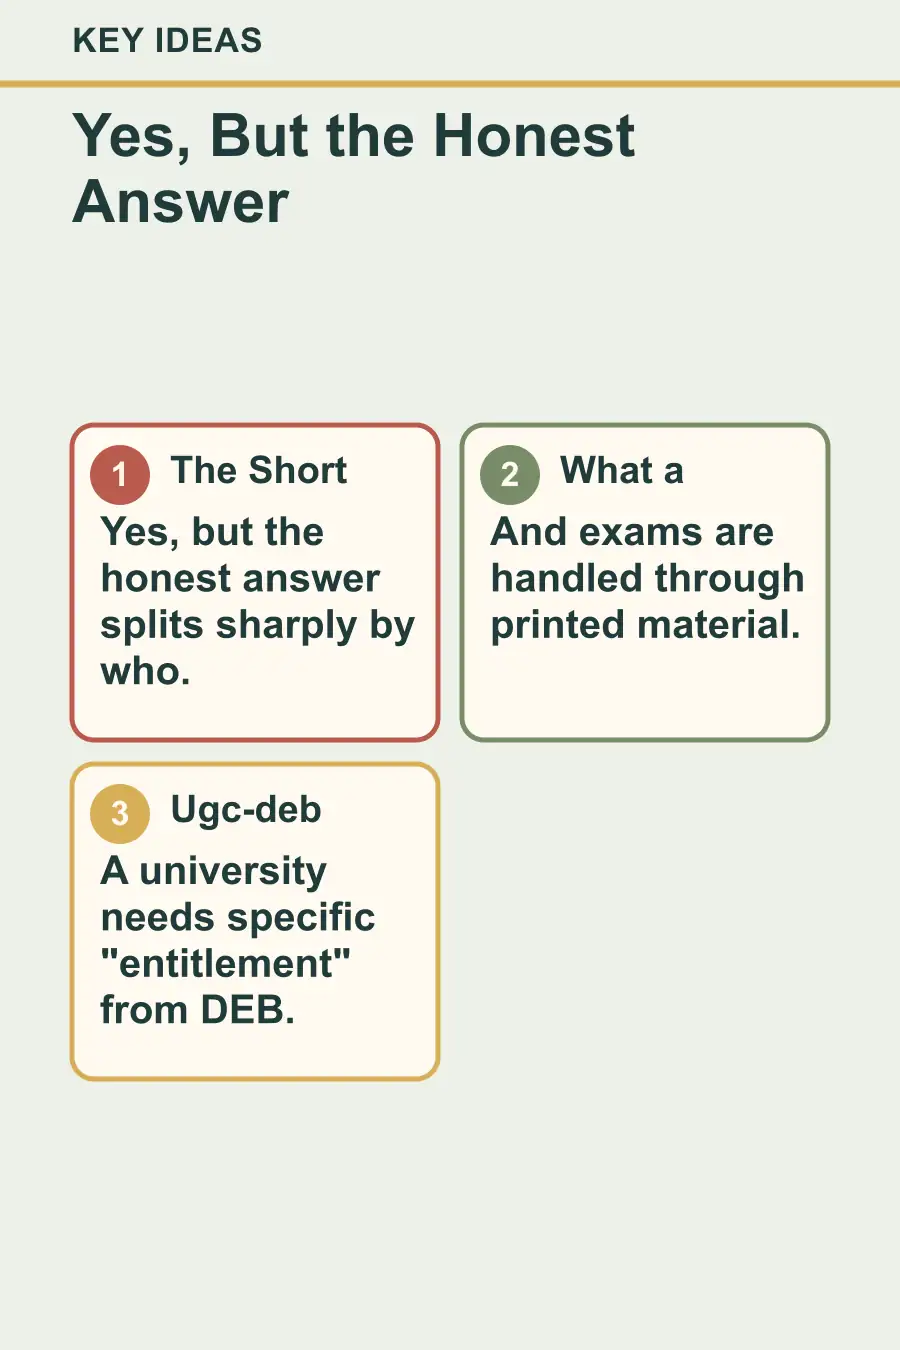 KEY IDEAS
Yes, But the Honest
Answer
1 The Short
Yes, but the
honest answer
splits sharply by
who.
2 What a
And exams are
handled through
printed material.
3 Ugc-deb
A university
needs specific
"entitlement"
from DEB.